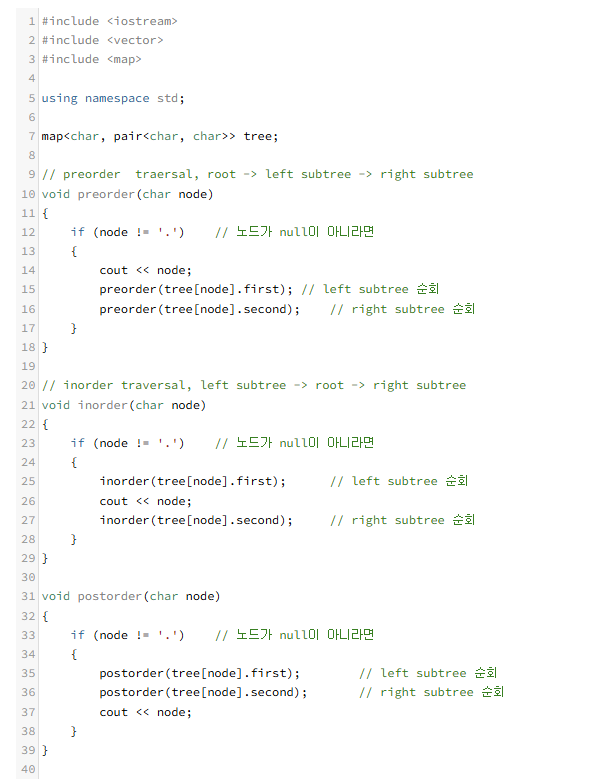 1 #include <iostream>
2 #include <vector>
3 #include <map>
4
5 using namespace std;
6
7 map<char, pair<char, char>> tree;
8
9 // preorder  traersal, root -> left subtree -> right subtree
10 void preorder(char node)
11 {
12     if (node != '.')    // 노드가 null이 아니라면
13     {
14         cout << node;
15         preorder(tree[node].first); // left subtree 순회
16         preorder(tree[node].second);    // right subtree 순회
17     }
18 }
19
20 // inorder traversal, left subtree -> root -> right subtree
21 void inorder(char node)
22 {
23     if (node != '.')    // 노드가 null이 아니라면
24     {
25         inorder(tree[node].first);      // left subtree 순회
26         cout << node;
27         inorder(tree[node].second);     // right subtree 순회
28     }
29 }
30
31 void postorder(char node)
32 {
33     if (node != '.')    // 노드가 null이 아니라면
34     {
35         postorder(tree[node].first);        // left subtree 순회
36         postorder(tree[node].second);       // right subtree 순회
37         cout << node;
38     }
39 }
40